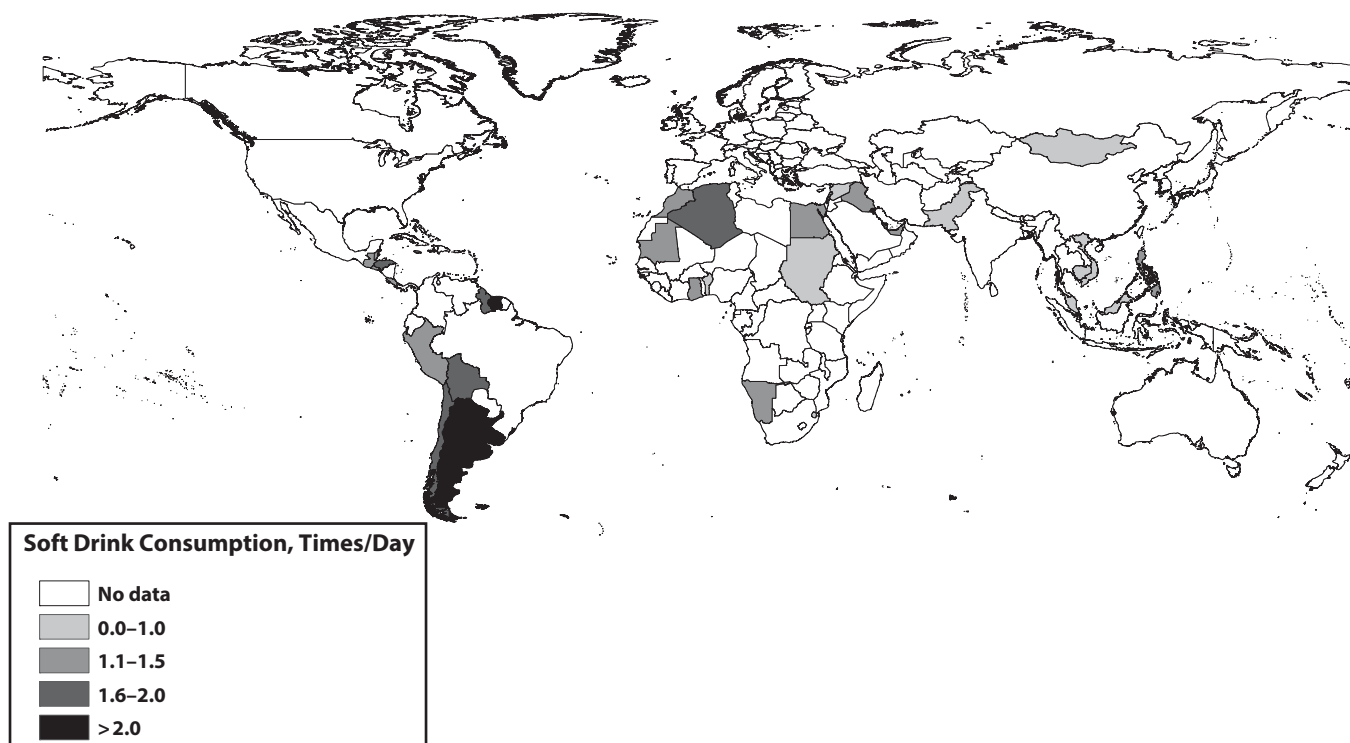 Soft Drink Consumption, Times/Day
No data
0.0–1.0
1.1–1.5
1.6–2.0
>2.0